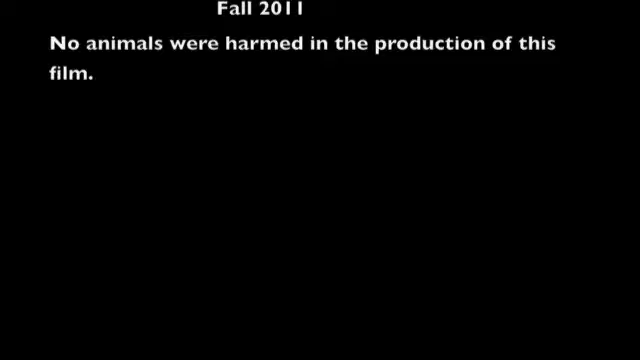 Fall 2011
No animals were harmed in the production of this
film.